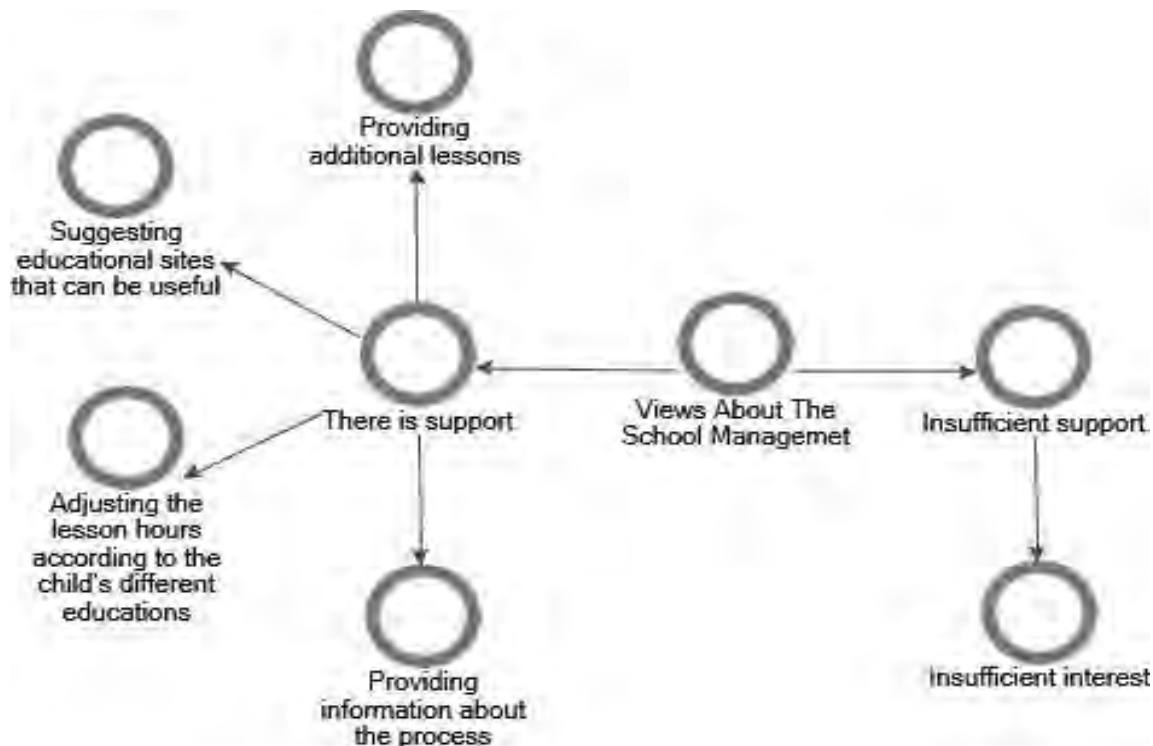 Providing
additional lessons
Suggesting
educational sites
that can be useful
There is support
Views About The
School Managemet
Insufficient support
Adjusting the
lesson hours
according to the
child's different
educations
Providing
information about
the process
Insufficient interest